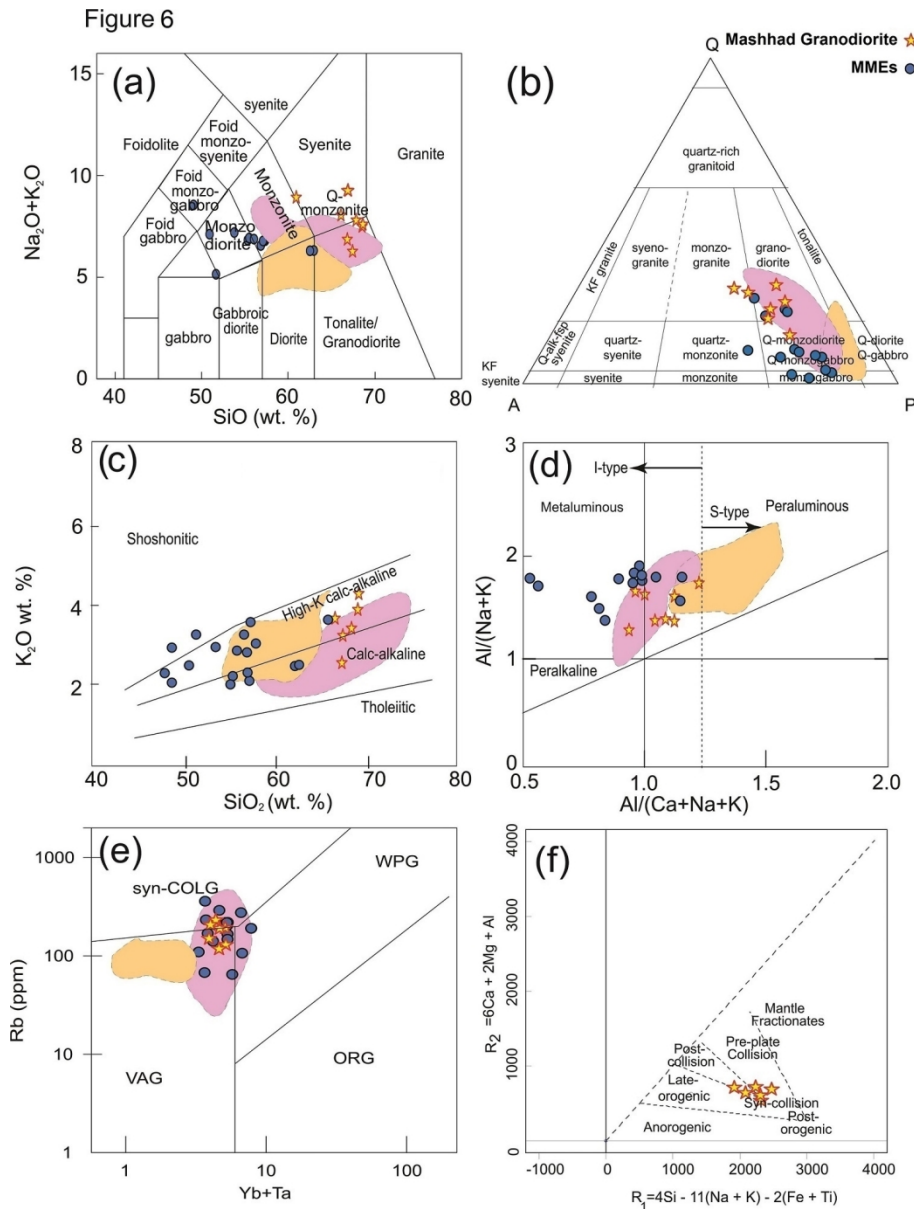 Figure 6
Mashhad Granodiorite
MMEs
(a)
Na₂O+K₂O
15
10
5
0
40
50
60
70
80
SiO (wt. %)
Foidolite
Foid
monzo-
syenite
syenite
Syenite
Granite
Foid
monzo-
gabbro
Foid
gabbro
Monzo
diorite
Monzonite
Q-
monzonite
gabbro
Gabbroic
diorite
Diorite
Tonalite/
Granodiorite
(b)
Q
quartz-rich
granitoid
KF granite
syeno-
granite
monzo-
granite
grano-
diorite
tonalite
Q-alk-fsp
syenite
quartz-
syenite
quartz-
monzonite
Q-monzodiorite
Q-monzogabbro
Q-diorite
Q-gabbro
KF
syenite
syenite
monzonite
monzogabbro
A
P
(c)
K₂O wt. %
8
6
4
2
40
50
60
70
80
SiO₂ (wt. %)
Shoshonitic
High-K calc-alkaline
Calc-alkaline
Tholeiitic
(d)
Al/(Na+K)
3
2
1
0
0.5
1.0
1.5
2.0
Al/(Ca+Na+K)
I-type
Metaluminous
S-type
Peraluminous
Peralkaline
(e)
Rb (ppm)
1000
100
10
1
1
10
100
Yb+Ta
syn-COLG
WPG
VAG
ORG
(f)
R₂ =6Ca + 2Mg + Al
4000
3000
2000
1000
0
-1000
0
1000
2000
3000
4000
R₁=4Si - 11(Na + K) - 2(Fe + Ti)
Mantle
Fractionates
Pre-plate
Collision
Post-
collision
Late-
orogenic
Syn-collision
Post-
orogenic
Anorogenic